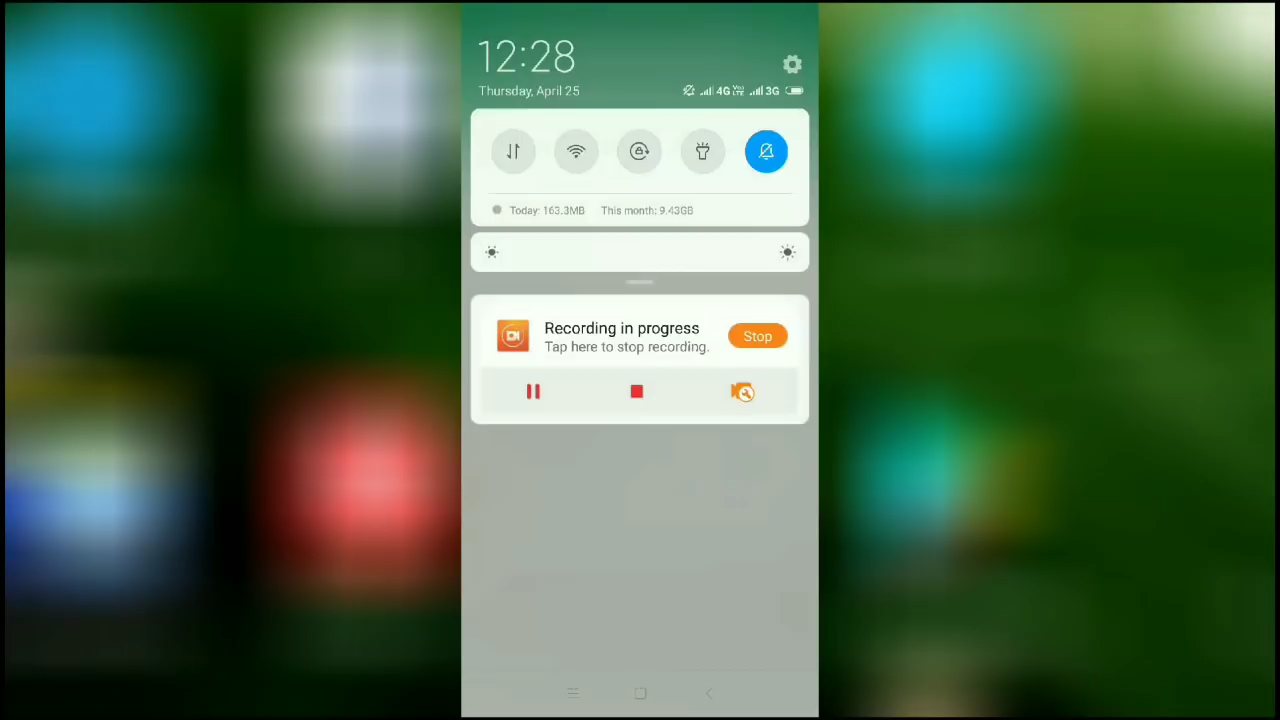 12:28
Thursday, April 25
4G VoLTE 3G
Today: 163.3MB This month: 9.43GB
Recording in progress
Tap here to stop recording.
Stop